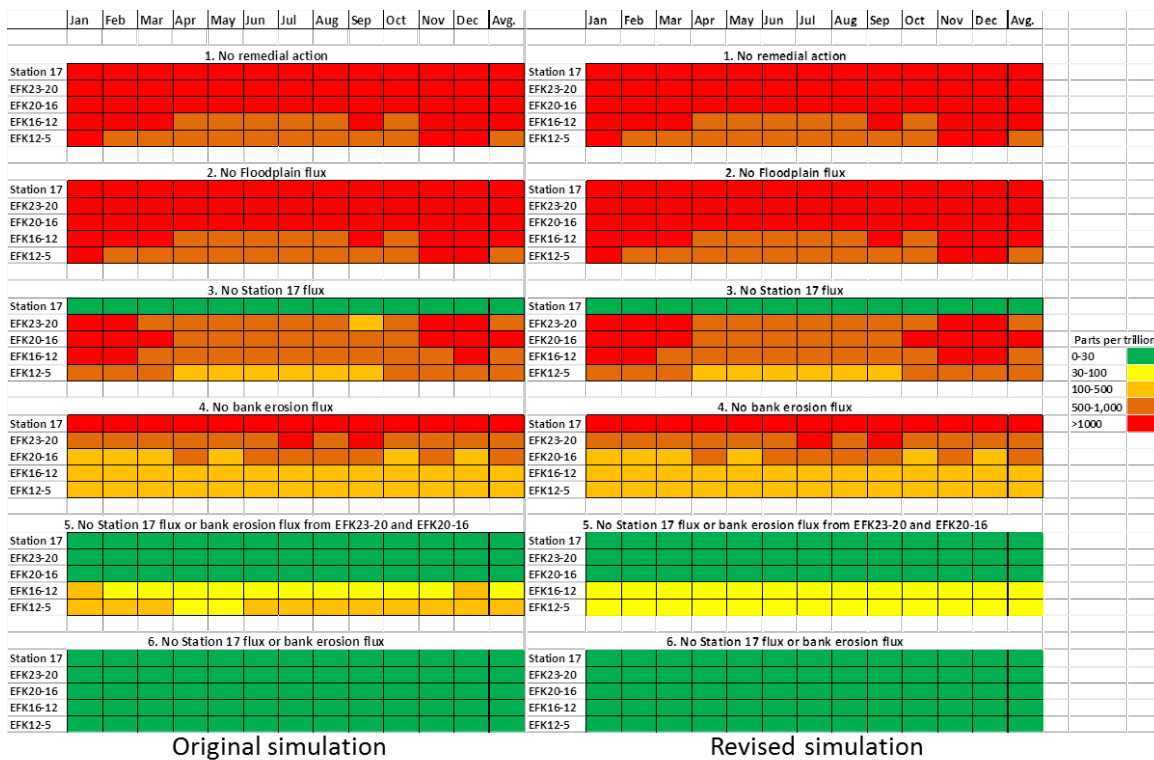 Jan Feb Mar Apr May Jun Jul Aug Sep Oct Nov Dec Avg. Jan Feb Mar Apr May Jun Jul Aug Sep Oct Nov Dec Avg.
1. No remedial action 1. No remedial action
Station 17 Station 17
EFK23-20 EFK23-20
EFK20-16 EFK20-16
EFK16-12 EFK16-12
EFK12-5 EFK12-5
2. No Floodplain flux 2. No Floodplain flux
Station 17 Station 17
EFK23-20 EFK23-20
EFK20-16 EFK20-16
EFK16-12 EFK16-12
EFK12-5 EFK12-5
3. No Station 17 flux 3. No Station 17 flux
Station 17 Station 17
EFK23-20 EFK23-20
EFK20-16 EFK20-16 Parts per trillion
EFK16-12 EFK16-12 0-30
EFK12-5 EFK12-5 30-100
100-500
4. No bank erosion flux 4. No bank erosion flux 500-1,000
Station 17 Station 17 >1000
EFK23-20 EFK23-20
EFK20-16 EFK20-16
EFK16-12 EFK16-12
EFK12-5 EFK12-5
5. No Station 17 flux or bank erosion flux from EFK23-20 and EFK20-16 5. No Station 17 flux or bank erosion flux from EFK23-20 and EFK20-16
Station 17 Station 17
EFK23-20 EFK23-20
EFK20-16 EFK20-16
EFK16-12 EFK16-12
EFK12-5 EFK12-5
6. No Station 17 flux or bank erosion flux 6. No Station 17 flux or bank erosion flux
Station 17 Station 17
EFK23-20 EFK23-20
EFK20-16 EFK20-16
EFK16-12 EFK16-12
EFK12-5 EFK12-5
Original simulation Revised simulation